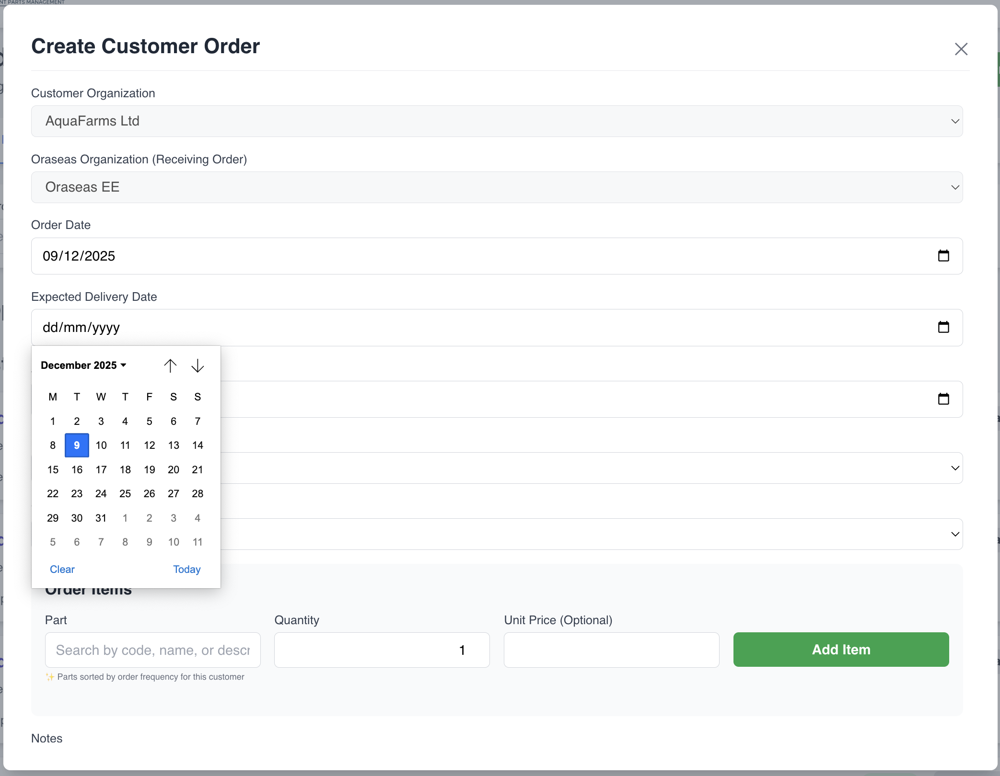 NT PARTS MANAGEMENT
Create Customer Order
Customer Organization
AquaFarms Ltd
Oraseas Organization (Receiving Order)
Oraseas EE
Order Date
09/12/2025
Expected Delivery Date
dd/mm/yyyy
December 2025
M T W T F S S
1 2 3 4 5 6 7
8 9 10 11 12 13 14
15 16 17 18 19 20 21
22 23 24 25 26 27 28
29 30 31 1 2 3 4
5 6 7 8 9 10 11
Clear Today
Order Items
Part Quantity Unit Price (Optional)
Search by code, name, or descr 1 Add Item
✨ Parts sorted by order frequency for this customer
Notes